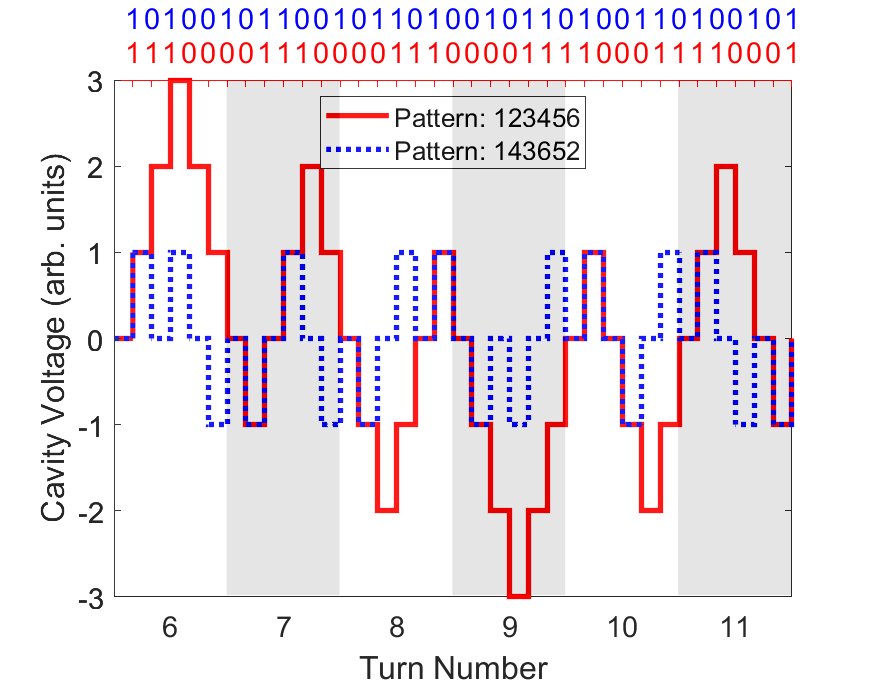 101001011001011010010110100110100101
111000011100001110000111100011110001
3
2
1
0
-1
-2
-3
Cavity Voltage (arb. units)
Pattern: 123456
Pattern: 143652
6 7 8 9 10 11
Turn Number